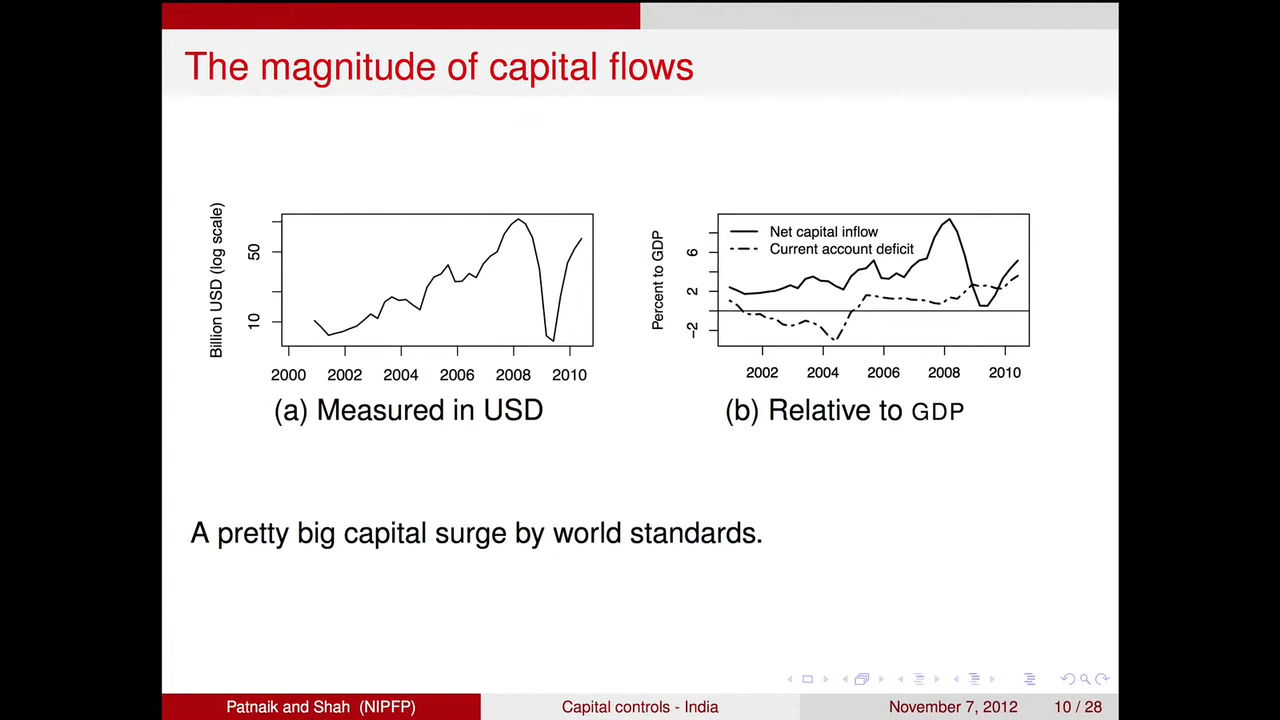 The magnitude of capital flows
Billion USD (log scale)
50
10
2000 2002 2004 2006 2008 2010
(a) Measured in USD
Percent to GDP
6
2
−2
Net capital inflow
Current account deficit
2002 2004 2006 2008 2010
(b) Relative to GDP
A pretty big capital surge by world standards.
Patnaik and Shah (NIPFP) Capital controls - India November 7, 2012 10 / 28